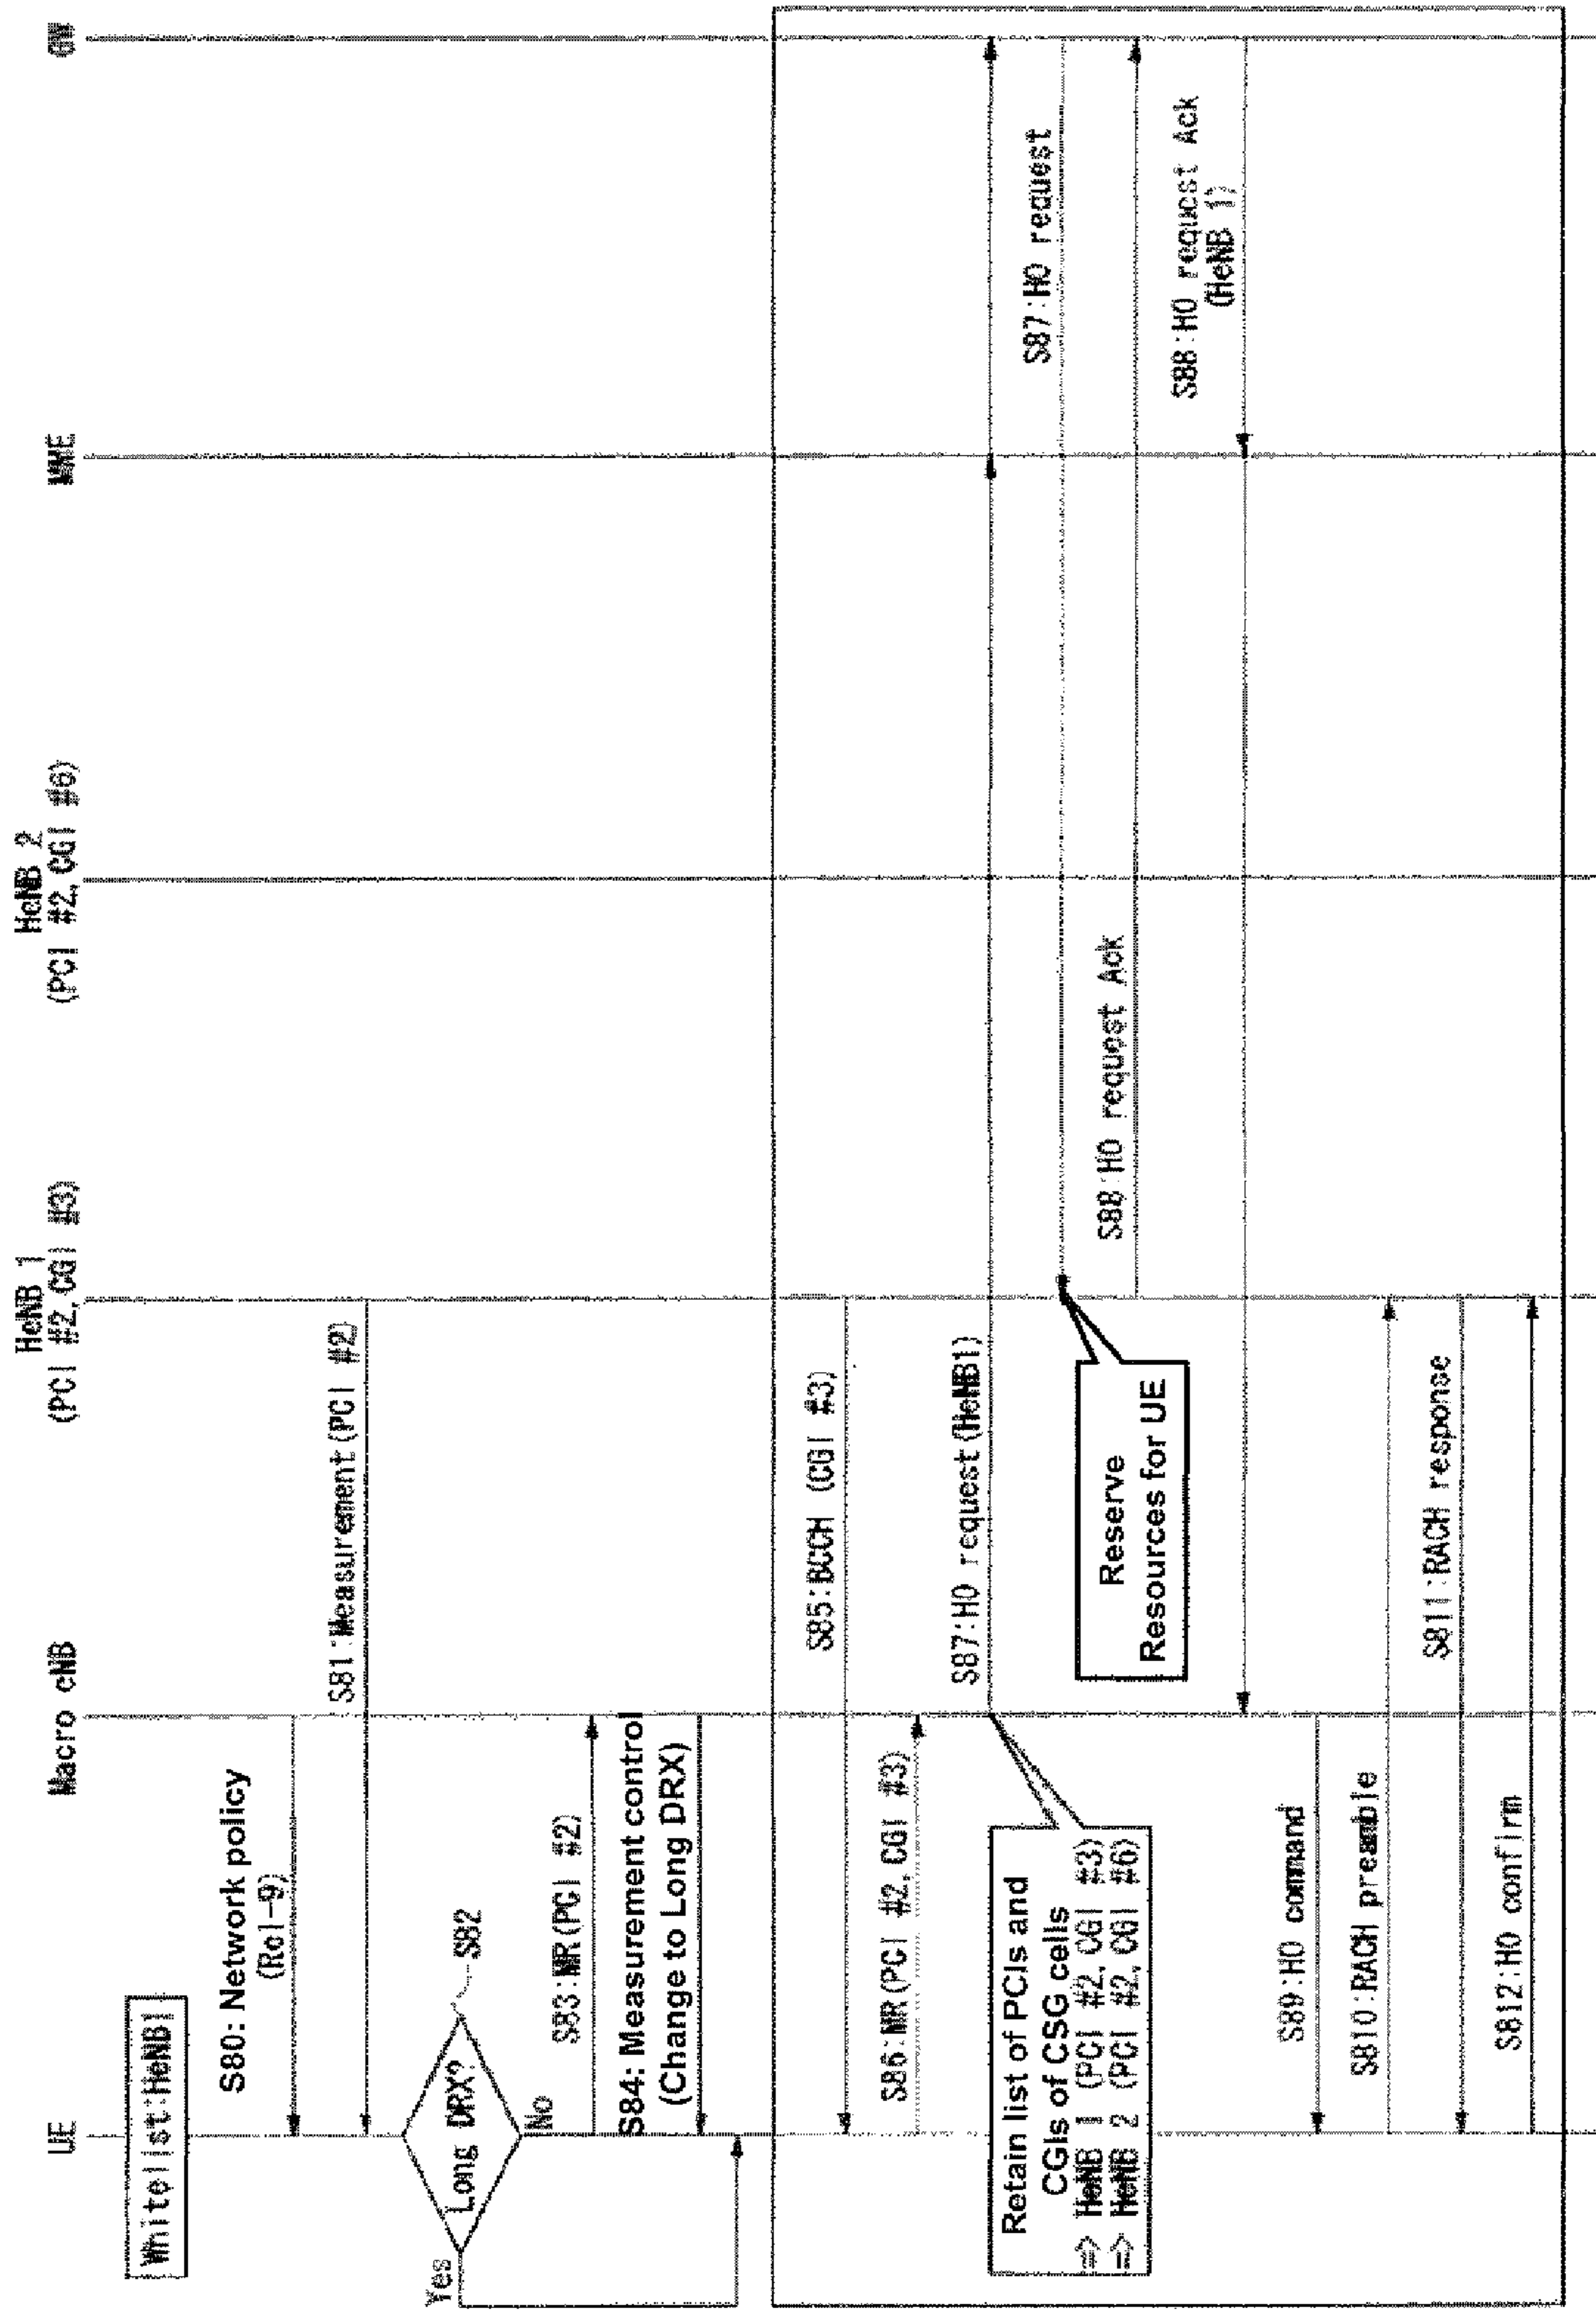 UE
Macro eNB
HeNB 1
(PCI #2, CGI #3)
HeNB 2
(PCI #2, CGI #6)
MME
GW
Whitelist:HeNB1
S80: Network policy
(Rel-9)
S81:Measurement(PCI #2)
Long DRX?
S82
Yes
No
S83:MR(PCI #2)
S84: Measurement control
(Change to Long DRX)
S85:BCCH (CGI #3)
S86:MR(PCI #2, CGI #3)
S87:HO request(HeNB1)
Retain list of PCIs and
CGIs of CSG cells
=> HeNB 1 (PCI #2, CGI #3)
=> HeNB 2 (PCI #2, CGI #6)
S87:HO request
Reserve
Resources for UE
S88:HO request Ack
S88:HO request Ack
(HeNB 1)
S89:HO command
S810:RACH preamble
S811:RACH response
S812:HO confirm